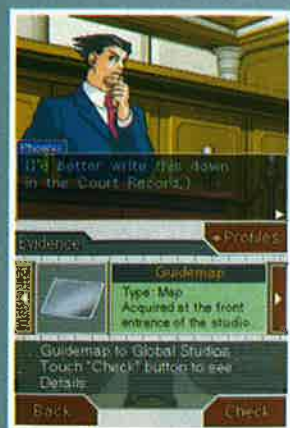 Phoenix
(I'd better write this down
in the Court Record.)
Evidence
Profiles
Guidemap
Type: Map
Acquired at the front
entrance of the studio.
Guidemap to Global Studios.
Touch "Check" button to see
Details.
Back
Check